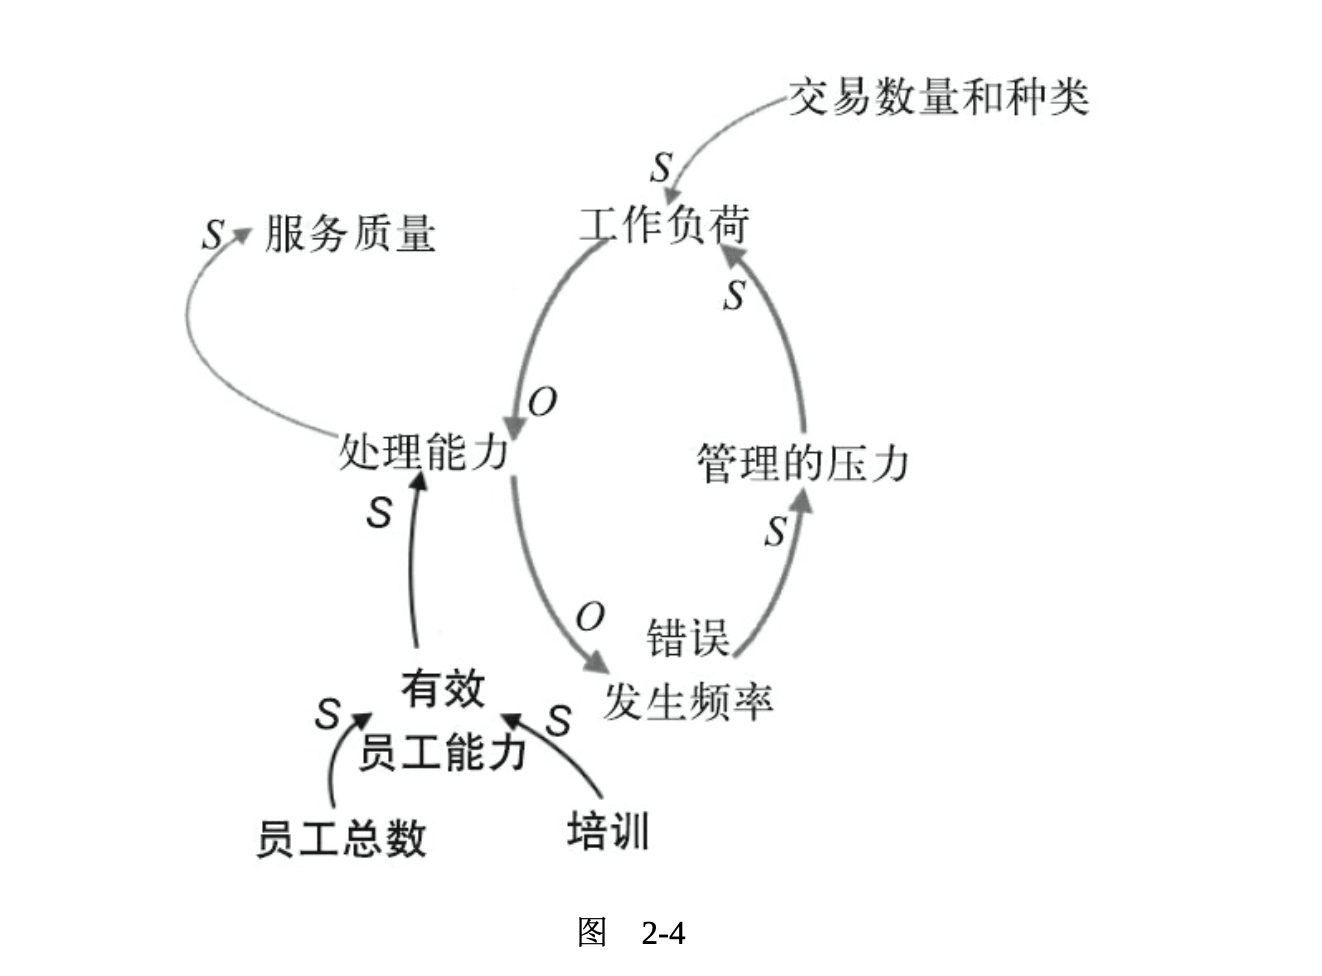 交易数量和种类
S
工作负荷
S 服务质量
S
O
处理能力
管理的压力
S
S
O
错误
发生频率
有效
员工能力
S
S
员工总数
培训
图 2-4